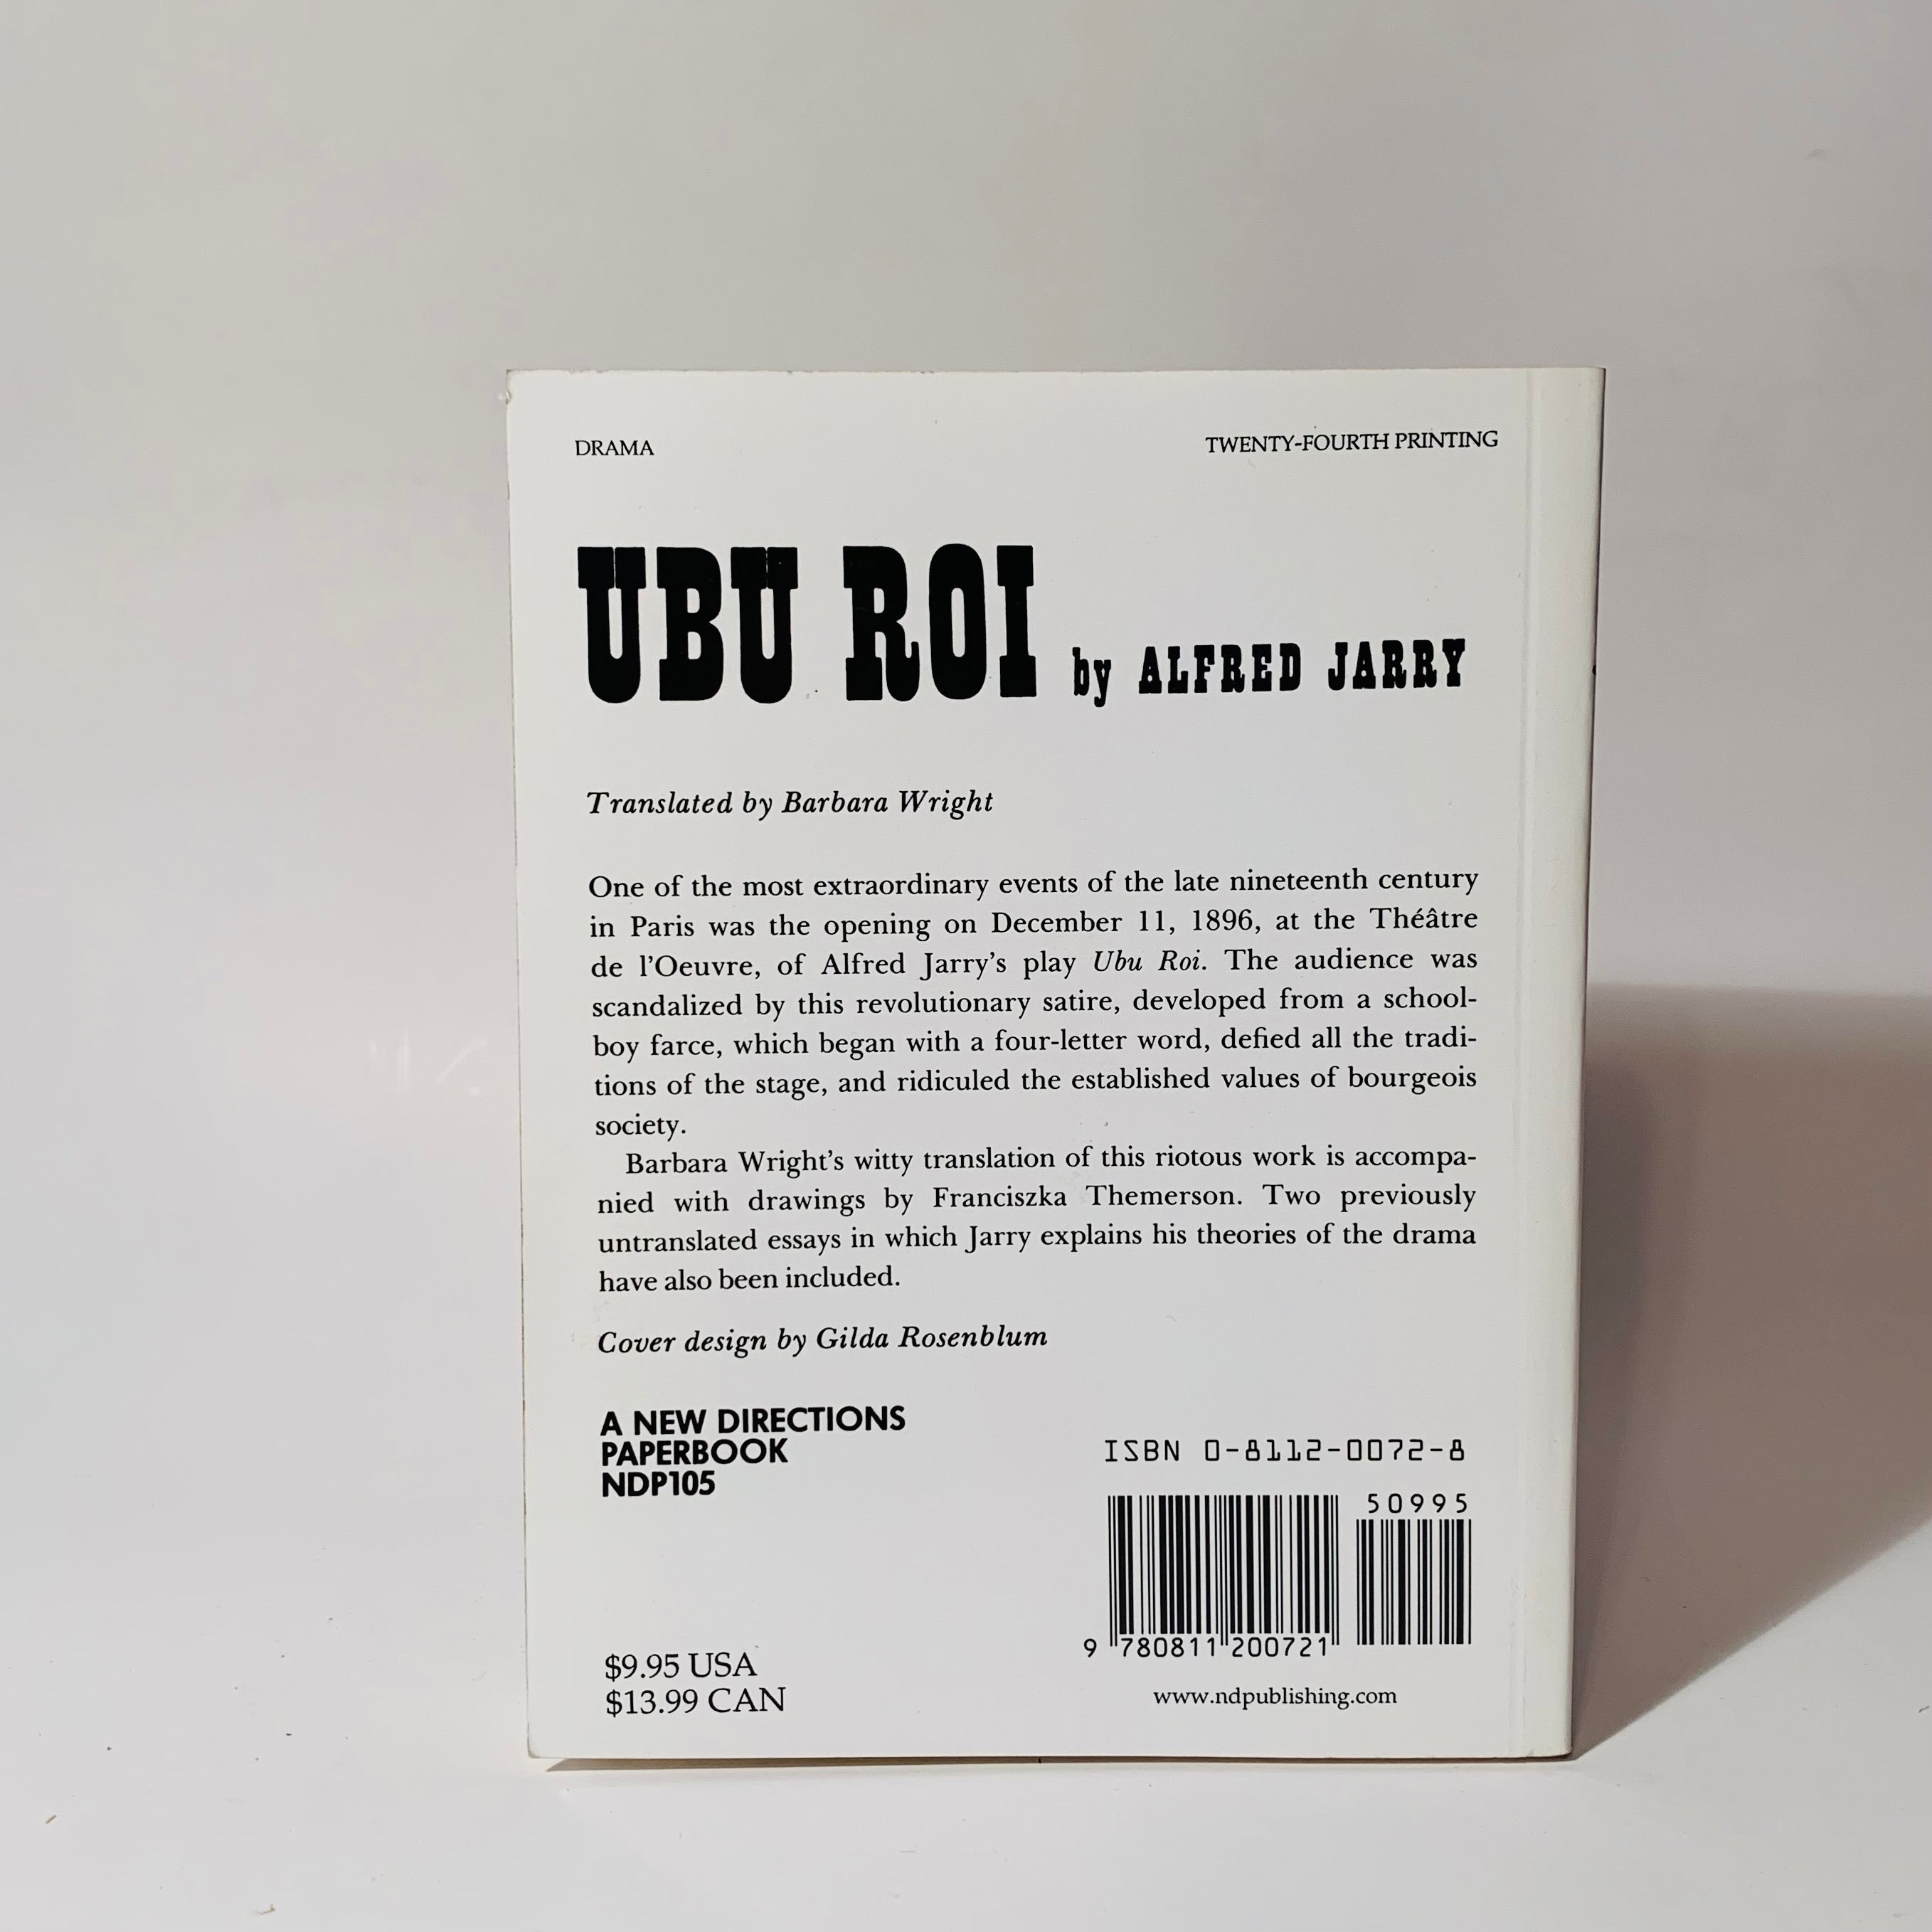 DRAMA
TWENTY-FOURTH PRINTING
UBU ROI by ALFRED JARRY
Translated by Barbara Wright
One of the most extraordinary events of the late nineteenth century
in Paris was the opening on December 11, 1896, at the Théâtre
de l'Oeuvre, of Alfred Jarry's play Ubu Roi. The audience was
scandalized by this revolutionary satire, developed from a school-
boy farce, which began with a four-letter word, defied all the tradi-
tions of the stage, and ridiculed the established values of bourgeois
society.
Barbara Wright's witty translation of this riotous work is accompa-
nied with drawings by Franciszka Themerson. Two previously
untranslated essays in which Jarry explains his theories of the drama
have also been included.
Cover design by Gilda Rosenblum
A NEW DIRECTIONS
PAPERBOOK
NDP105
ISBN 0-8112-0072-8
50995
9 780811 200721
$9.95 USA
$13.99 CAN
www.ndpublishing.com